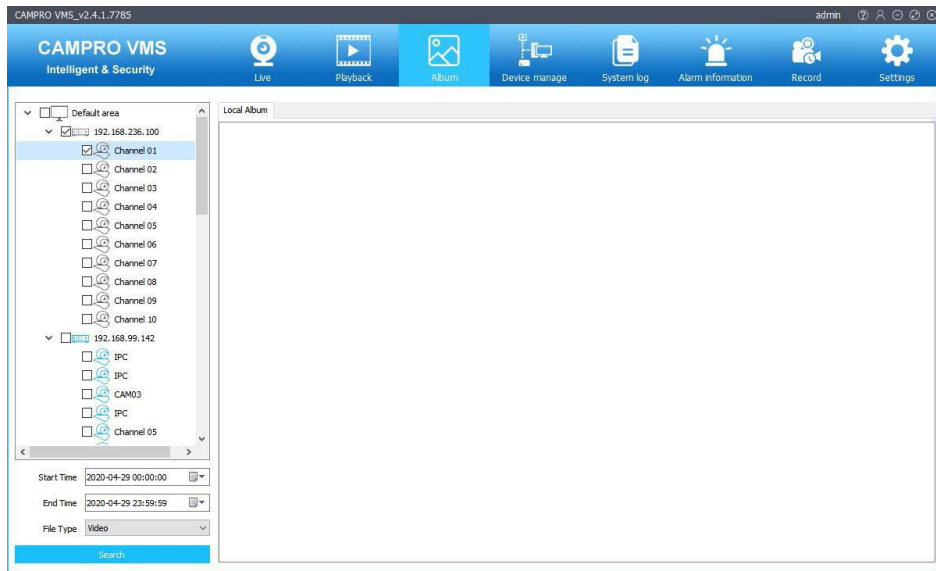 CAMPRO VMS_v2.4.1.7785 admin
CAMPRO VMS
Intelligent & Security
Live Playback Album Device manage System log Alarm information Record Settings
Default area
192.168.236.100
Channel 01
Channel 02
Channel 03
Channel 04
Channel 05
Channel 06
Channel 07
Channel 08
Channel 09
Channel 10
192.168.99.142
IPC
IPC
CAM03
IPC
Channel 05
Start Time 2020-04-29 00:00:00
End Time 2020-04-29 23:59:59
File Type Video
Search
Local Album